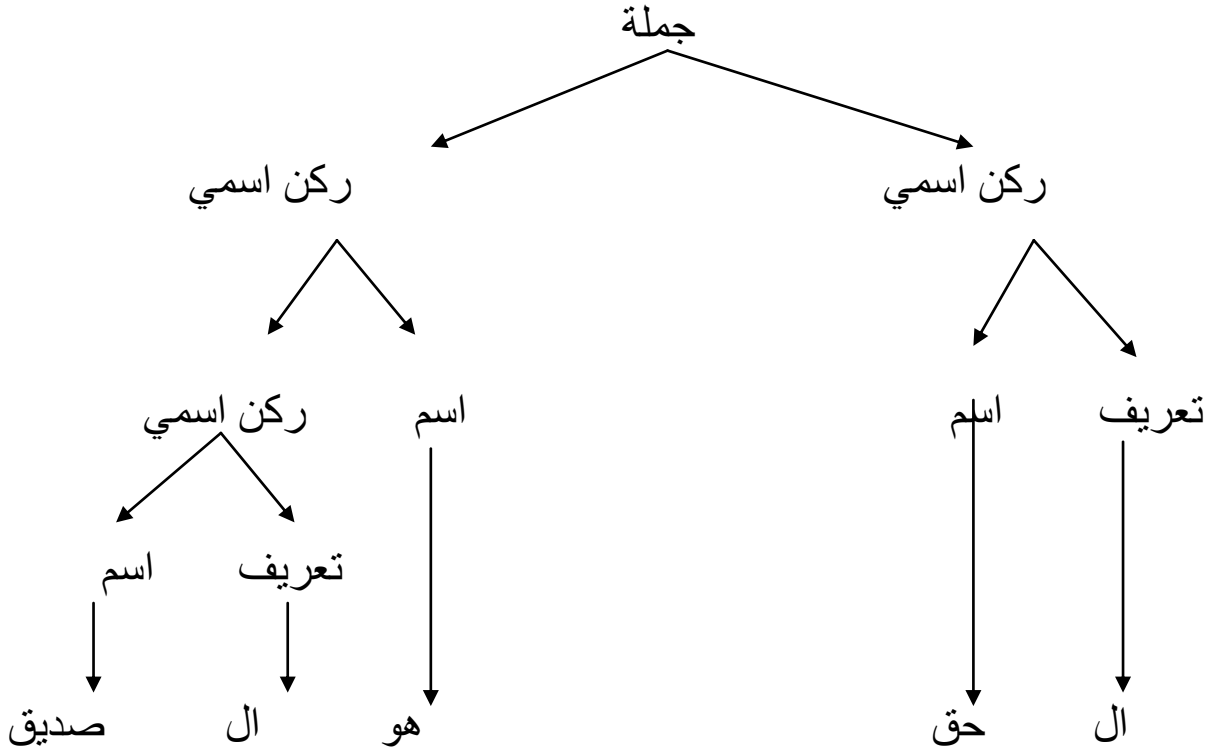 جملة
ركن اسمي ركن اسمي
تعريف اسم اسم ركن اسمي
تعريف اسم
ال حق هو ال صديق